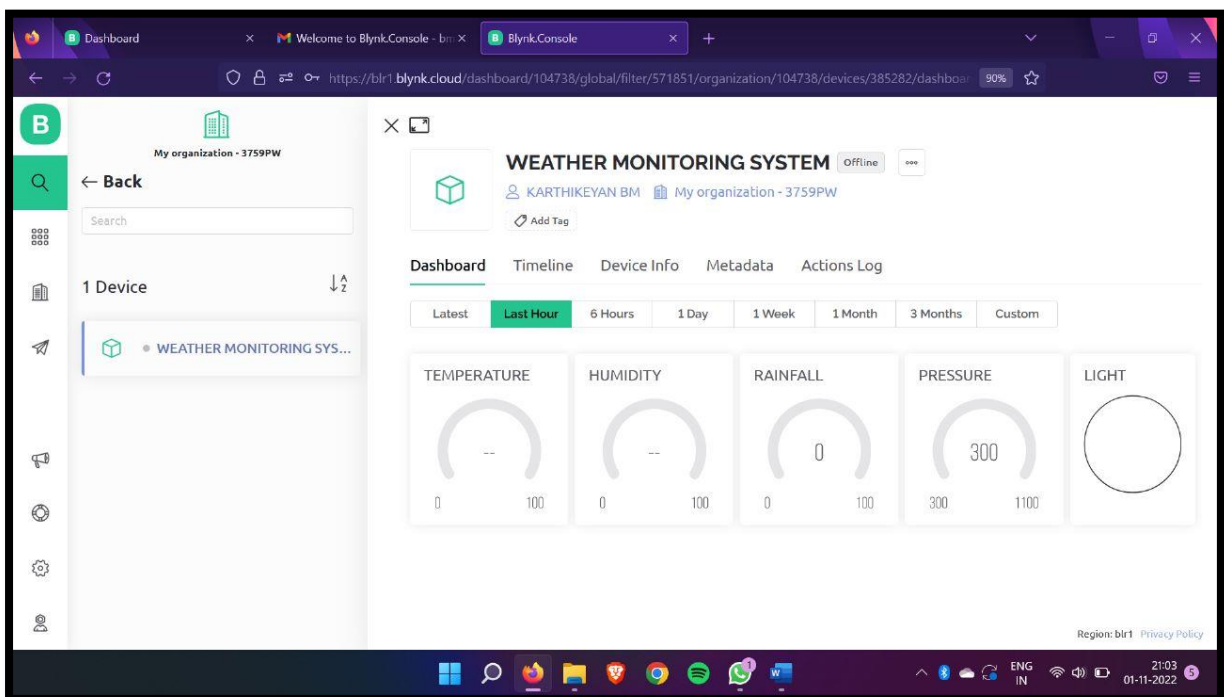 Dashboard
Welcome to Blynk.Console - bm
Blynk.Console
https://blr1.blynk.cloud/dashboard/104738/global/filter/571851/organization/104738/devices/385282/dashboar
90%
B
My organization - 3759PW
← Back
Search
1 Device
A
Z
WEATHER MONITORING SYS...
WEATHER MONITORING SYSTEM Offline
KARTHIKEYAN BM My organization - 3759PW
Add Tag
Dashboard Timeline Device Info Metadata Actions Log
Latest Last Hour 6 Hours 1 Day 1 Week 1 Month 3 Months Custom
TEMPERATURE HUMIDITY RAINFALL PRESSURE LIGHT
-- -- 0 300
0 100 0 100 0 100 300 1100
Region: blr1 Privacy Policy
1
W
ENG
IN
21:03
01-11-2022
5